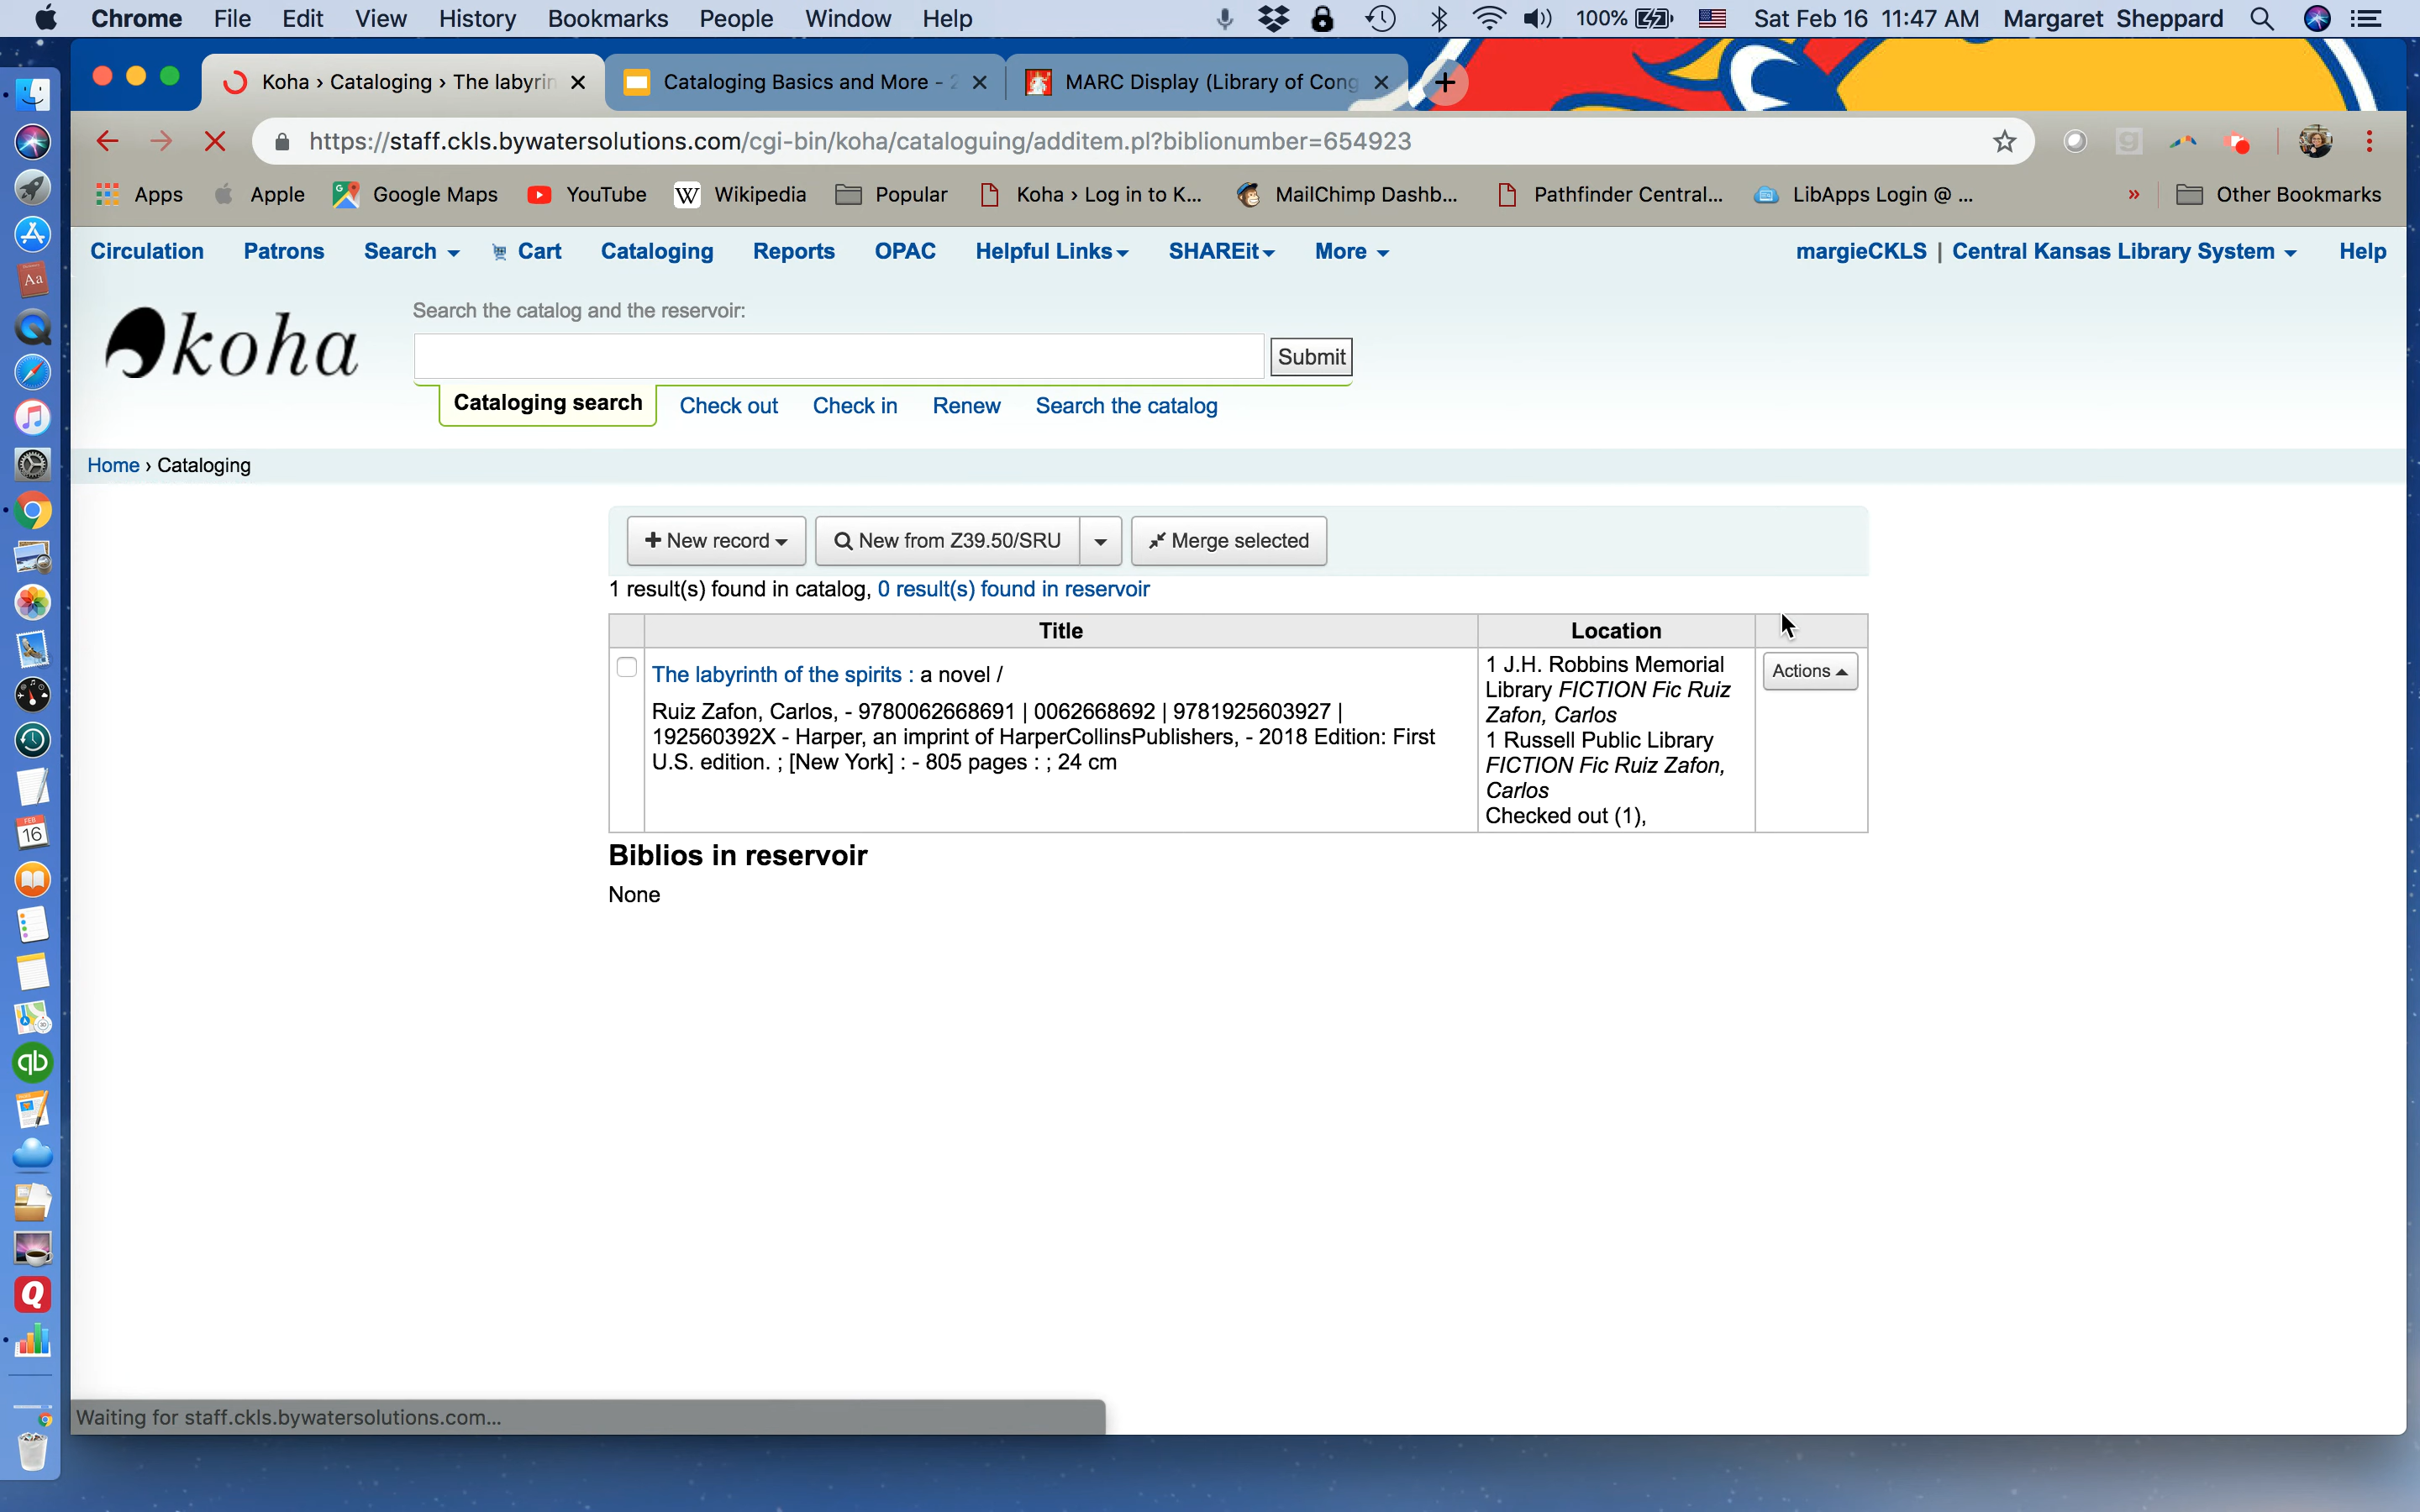 Chrome File Edit View History Bookmarks People Window Help 100% Sat Feb 16 11:47 AM Margaret Sheppard
Koha › Cataloging › The labyrin Cataloging Basics and More - MARC Display (Library of Cong
https://staff.ckls.bywatersolutions.com/cgi-bin/koha/cataloguing/additem.pl?biblionumber=654923
Apps Apple Google Maps YouTube W Wikipedia Popular Koha › Log in to K... MailChimp Dashb... Pathfinder Central... LibApps Login @ ... » Other Bookmarks
Circulation Patrons Search Cart Cataloging Reports OPAC Helpful Links SHAREit More margieCKLS | Central Kansas Library System Help
Search the catalog and the reservoir:
koha
Submit
Cataloging search Check out Check in Renew Search the catalog
Home › Cataloging
+ New record New from Z39.50/SRU Merge selected
1 result(s) found in catalog, 0 result(s) found in reservoir
Title Location
The labyrinth of the spirits : a novel /
Ruiz Zafon, Carlos, - 9780062668691 | 0062668692 | 9781925603927 |
192560392X - Harper, an imprint of HarperCollinsPublishers, - 2018 Edition: First
U.S. edition. ; [New York] : - 805 pages : ; 24 cm
1 J.H. Robbins Memorial
Library FICTION Fic Ruiz
Zafon, Carlos
1 Russell Public Library
FICTION Fic Ruiz Zafon,
Carlos
Checked out (1),
Actions
Biblios in reservoir
None
Waiting for staff.ckls.bywatersolutions.com...
Aa
FEB
16
qb
Q